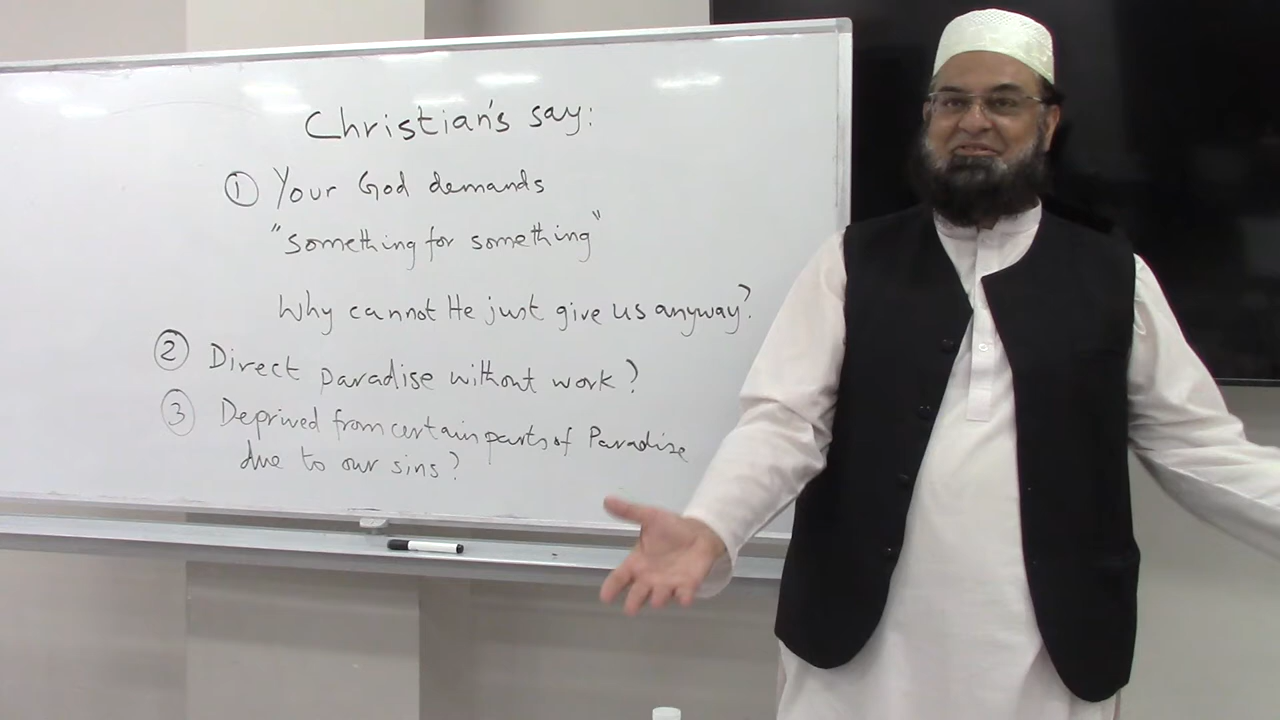 Christian's say:
① Your God demands
"something for something"
Why cannot He just give us anyway?
② Direct paradise without work?
③ Deprived from certain parts of Paradise
due to our sins?